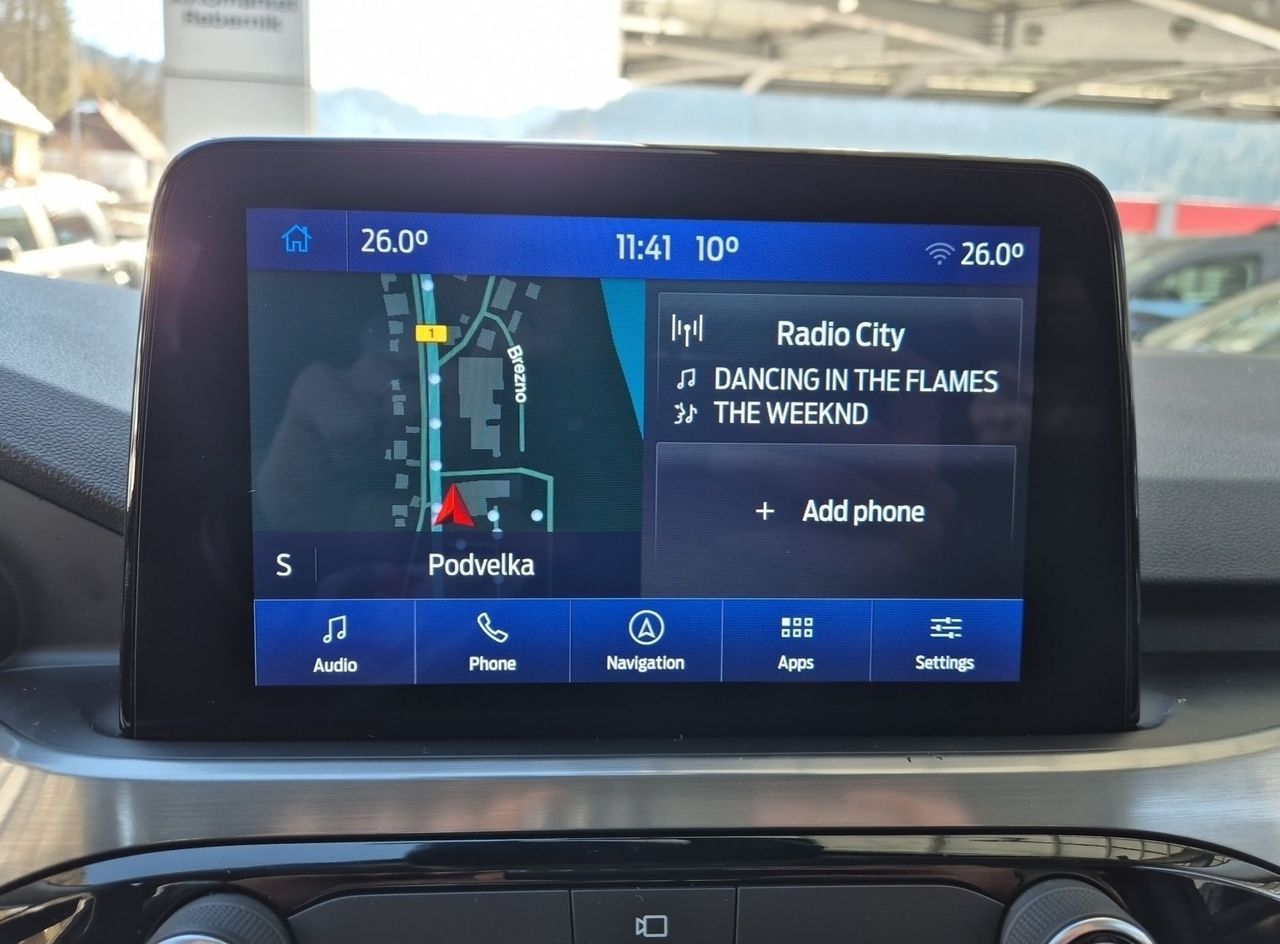 Rebernik
26.0º
11:41 10º
26.0º
1
Brezno
Radio City
DANCING IN THE FLAMES
THE WEEKND
+ Add phone
S
Podvelka
Audio
Phone
Navigation
Apps
Settings